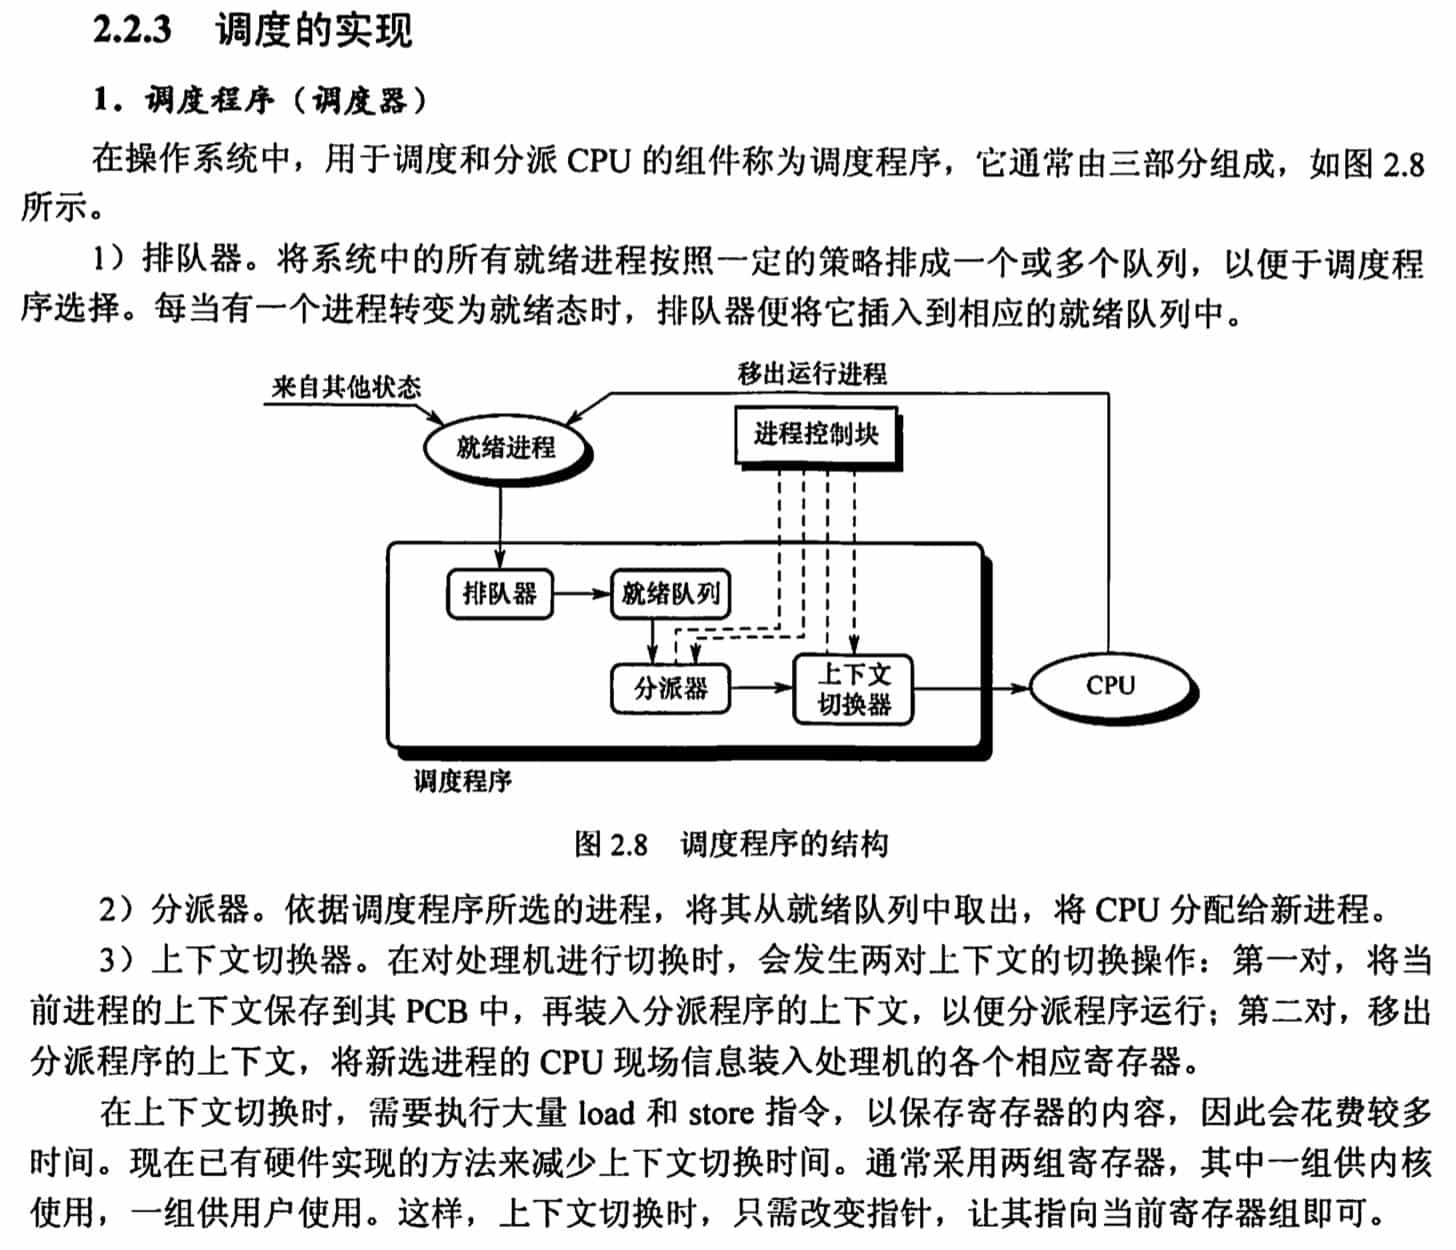 2.2.3 调度的实现
1．调度程序（调度器）
在操作系统中，用于调度和分派 CPU 的组件称为调度程序，它通常由三部分组成，如图 2.8
所示。
1）排队器。将系统中的所有就绪进程按照一定的策略排成一个或多个队列，以便于调度程
序选择。每当有一个进程转变为就绪态时，排队器便将它插入到相应的就绪队列中。
移出运行进程
来自其他状态
进程控制块
就绪进程
排队器
就绪队列
分派器
上下文
切换器
CPU
调度程序
图 2.8 调度程序的结构
2）分派器。依据调度程序所选的进程，将其从就绪队列中取出，将 CPU 分配给新进程。
3）上下文切换器。在对处理机进行切换时，会发生两对上下文的切换操作：第一对，将当
前进程的上下文保存到其 PCB 中，再装入分派程序的上下文，以便分派程序运行；第二对，移出
分派程序的上下文，将新选进程的 CPU 现场信息装入处理机的各个相应寄存器。
在上下文切换时，需要执行大量 load 和 store 指令，以保存寄存器的内容，因此会花费较多
时间。现在已有硬件实现的方法来减少上下文切换时间。通常采用两组寄存器，其中一组供内核
使用，一组供用户使用。这样，上下文切换时，只需改变指针，让其指向当前寄存器组即可。